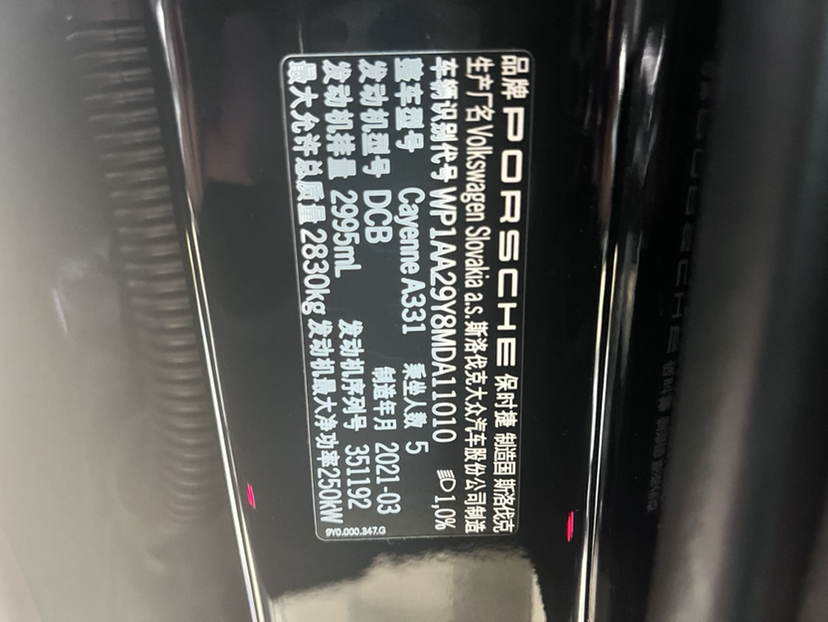 品牌 PORSCHE 保时捷 制造国 斯洛伐克
生产厂名 Volkswagen Slovakia a.s. 斯洛伐克大众汽车股份公司制造
车辆识别代号 WP1AA29Y8MDA11010 1,0%
整车型号 Cayenne A331 乘坐人数 5
发动机型号 DCB 制造年月 2021-03
发动机排量 2995mL 发动机序列号 351192
最大允许总质量 2830kg 发动机最大净功率 250kW
9Y0.000.347.G